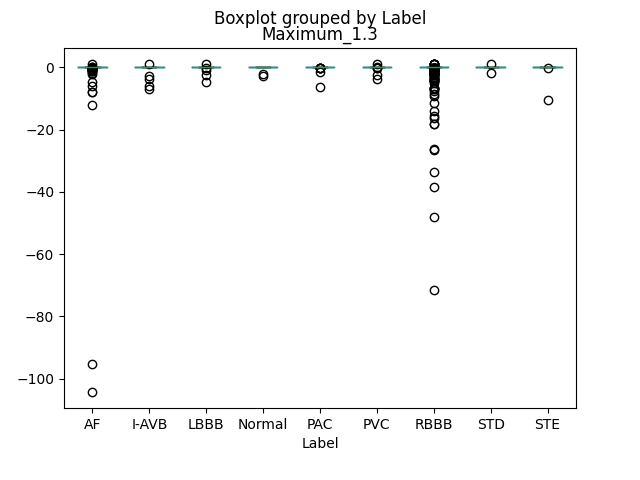 Boxplot grouped by Label
Maximum_1.3
0
−20
−40
−60
−80
−100
AF I-AVB LBBB Normal PAC PVC RBBB STD STE
Label